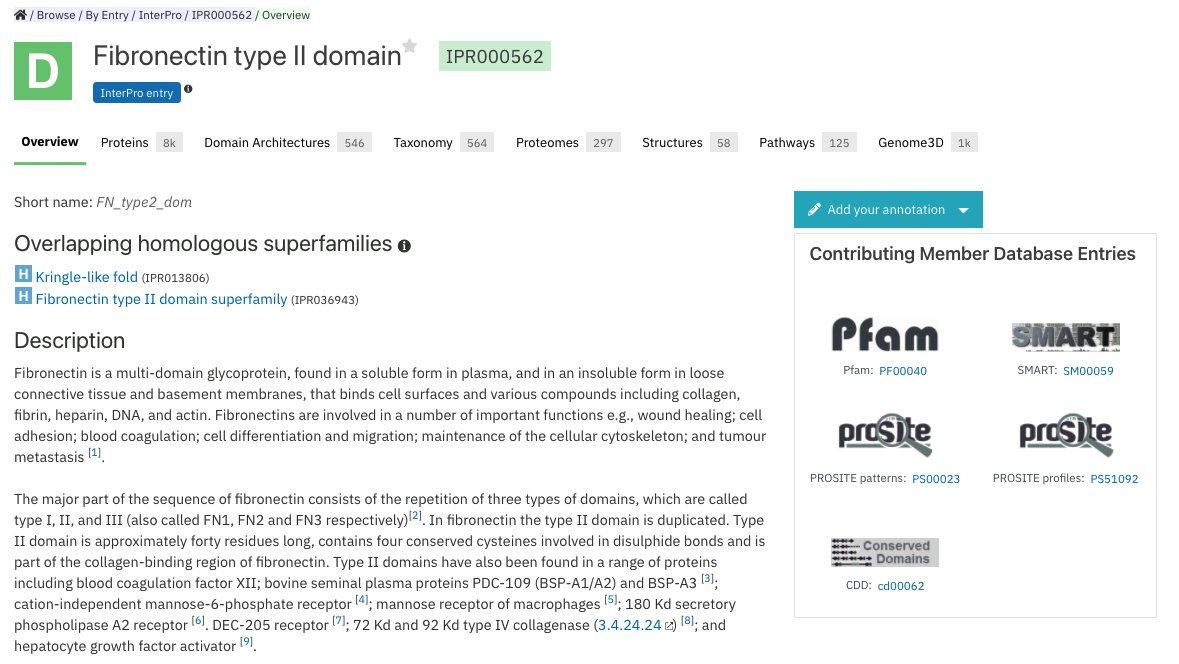 / Browse / By Entry / InterPro / IPR000562 / Overview
D
Fibronectin type II domain
IPR000562
InterPro entry
Overview Proteins 8k Domain Architectures 546 Taxonomy 564 Proteomes 297 Structures 58 Pathways 125 Genome3D 1k
Short name: FN_type2_dom
Overlapping homologous superfamilies
H Kringle-like fold (IPR013806)
H Fibronectin type II domain superfamily (IPR036943)
Description
Fibronectin is a multi-domain glycoprotein, found in a soluble form in plasma, and in an insoluble form in loose
connective tissue and basement membranes, that binds cell surfaces and various compounds including collagen,
fibrin, heparin, DNA, and actin. Fibronectins are involved in a number of important functions e.g., wound healing; cell
adhesion; blood coagulation; cell differentiation and migration; maintenance of the cellular cytoskeleton; and tumour
metastasis [1].
The major part of the sequence of fibronectin consists of the repetition of three types of domains, which are called
type I, II, and III (also called FN1, FN2 and FN3 respectively)[2]. In fibronectin the type II domain is duplicated. Type
II domain is approximately forty residues long, contains four conserved cysteines involved in disulphide bonds and is
part of the collagen-binding region of fibronectin. Type II domains have also been found in a range of proteins
including blood coagulation factor XII; bovine seminal plasma proteins PDC-109 (BSP-A1/A2) and BSP-A3 [3];
cation-independent mannose-6-phosphate receptor [4]; mannose receptor of macrophages [5]; 180 Kd secretory
phospholipase A2 receptor [6]. DEC-205 receptor [7]; 72 Kd and 92 Kd type IV collagenase (3.4.24.24) [8]; and
hepatocyte growth factor activator [9].
Add your annotation
Contributing Member Database Entries
Pfam SMART
Pfam: PF00040 SMART: SM00059
prosite prosite
PROSITE patterns: PS00023 PROSITE profiles: PS51092
Conserved
Domains
CDD: cd00062